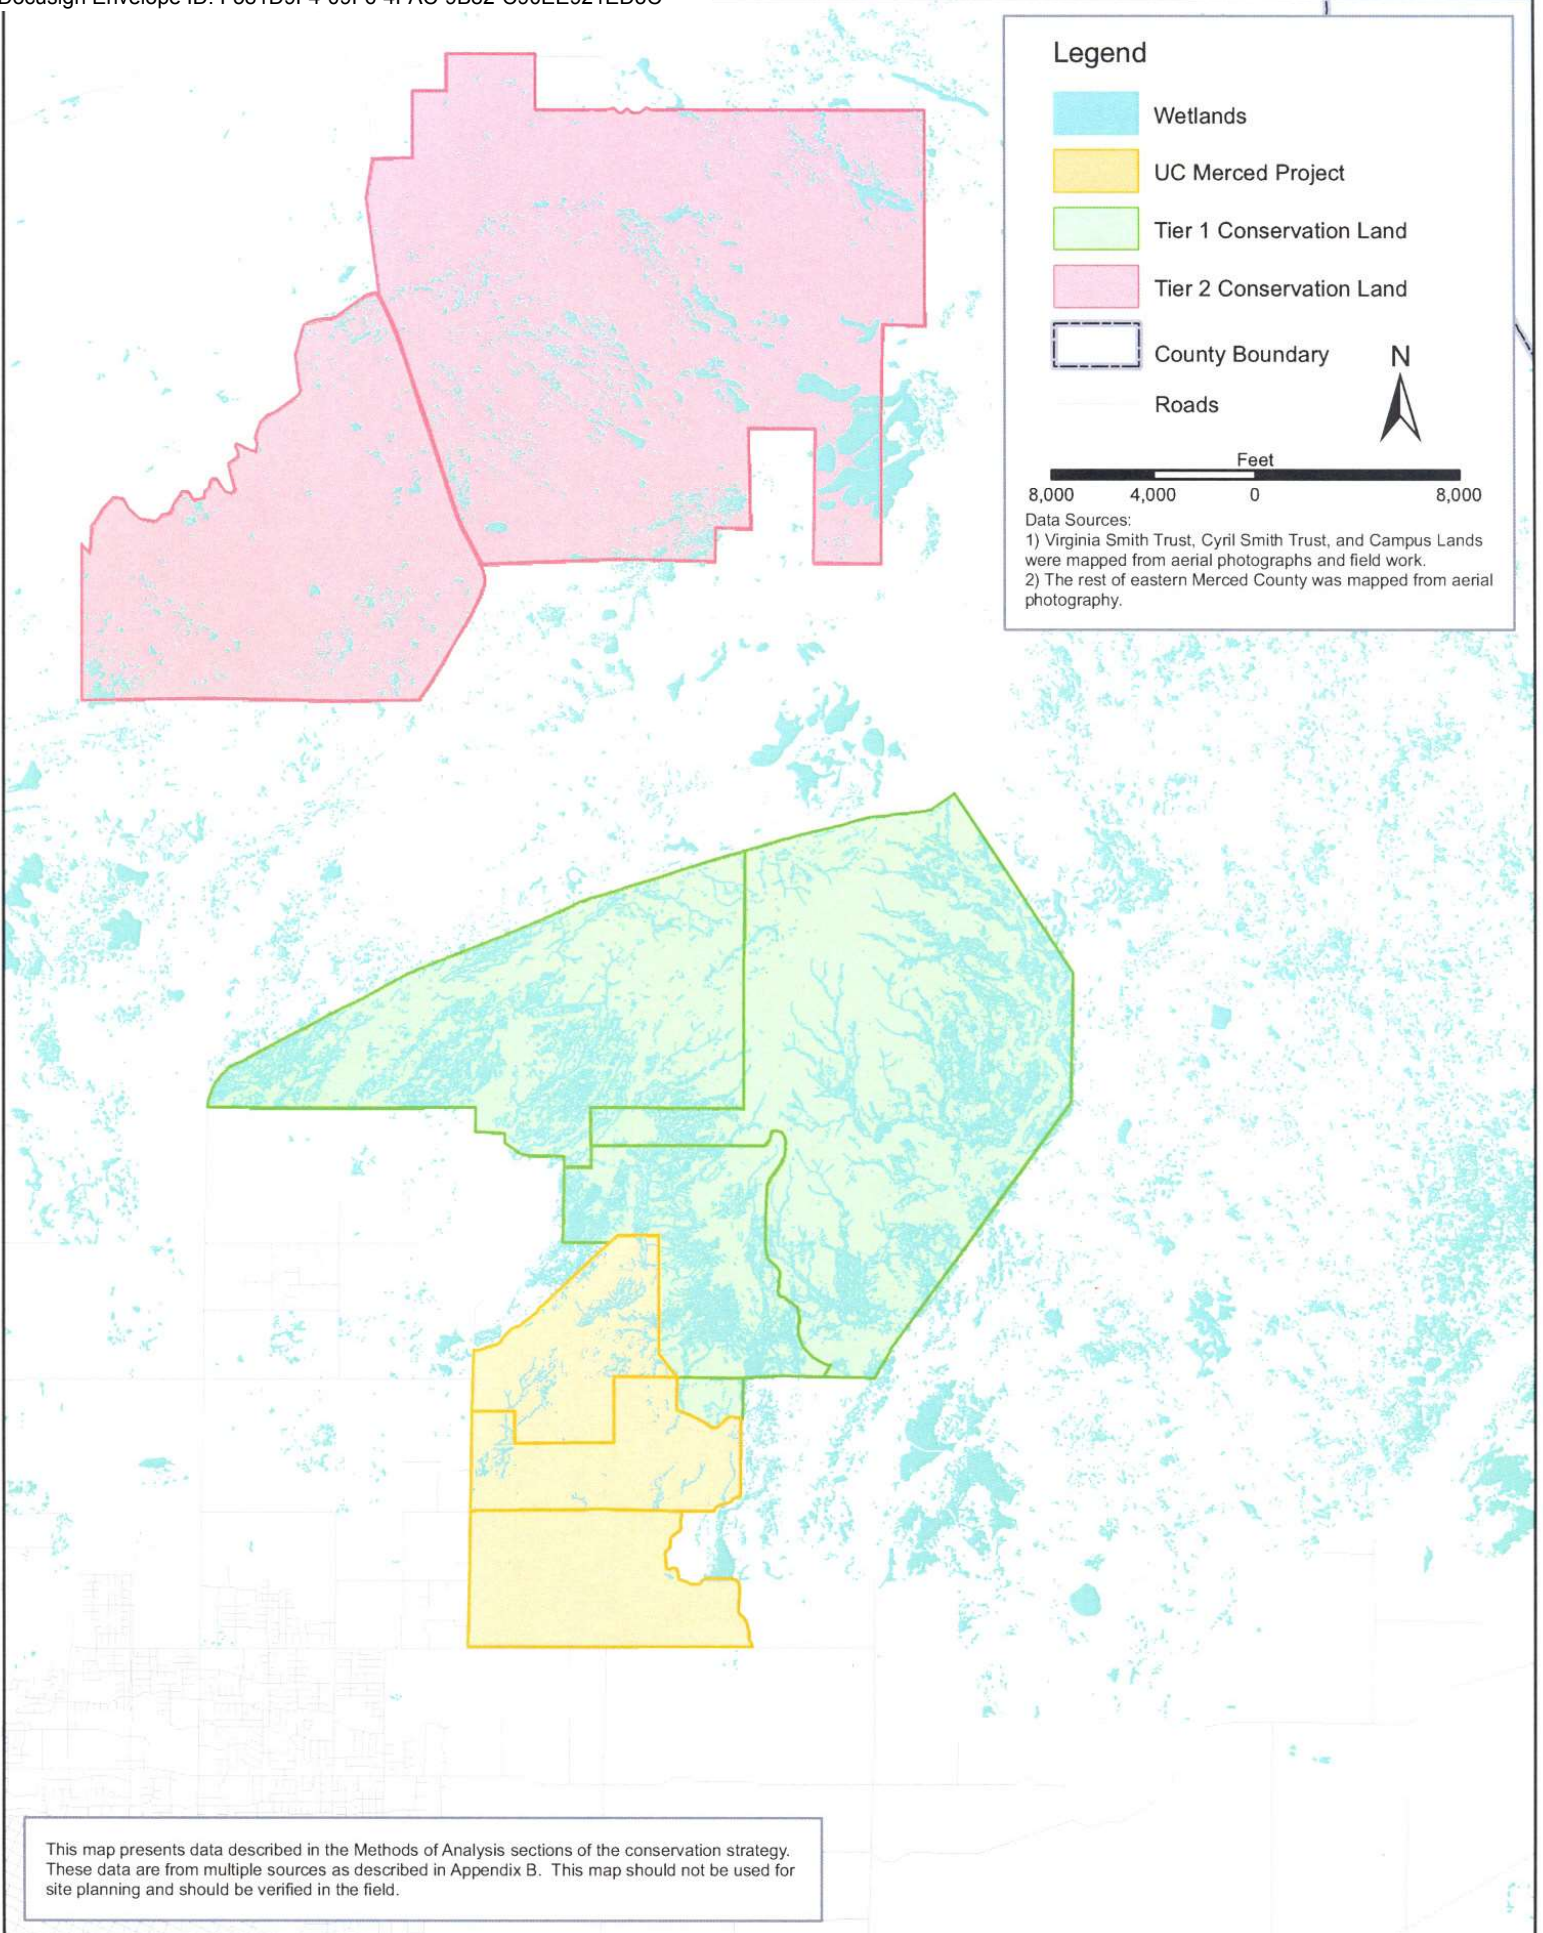 Legend
Wetlands
UC Merced Project
Tier 1 Conservation Land
Tier 2 Conservation Land
County Boundary
N
Roads
Feet
8,000 4,000 0 8,000
Data Sources:
1) Virginia Smith Trust, Cyril Smith Trust, and Campus Lands
were mapped from aerial photographs and field work.
2) The rest of eastern Merced County was mapped from aerial
photography.
This map presents data described in the Methods of Analysis sections of the conservation strategy.
These data are from multiple sources as described in Appendix B. This map should not be used for
site planning and should be verified in the field.